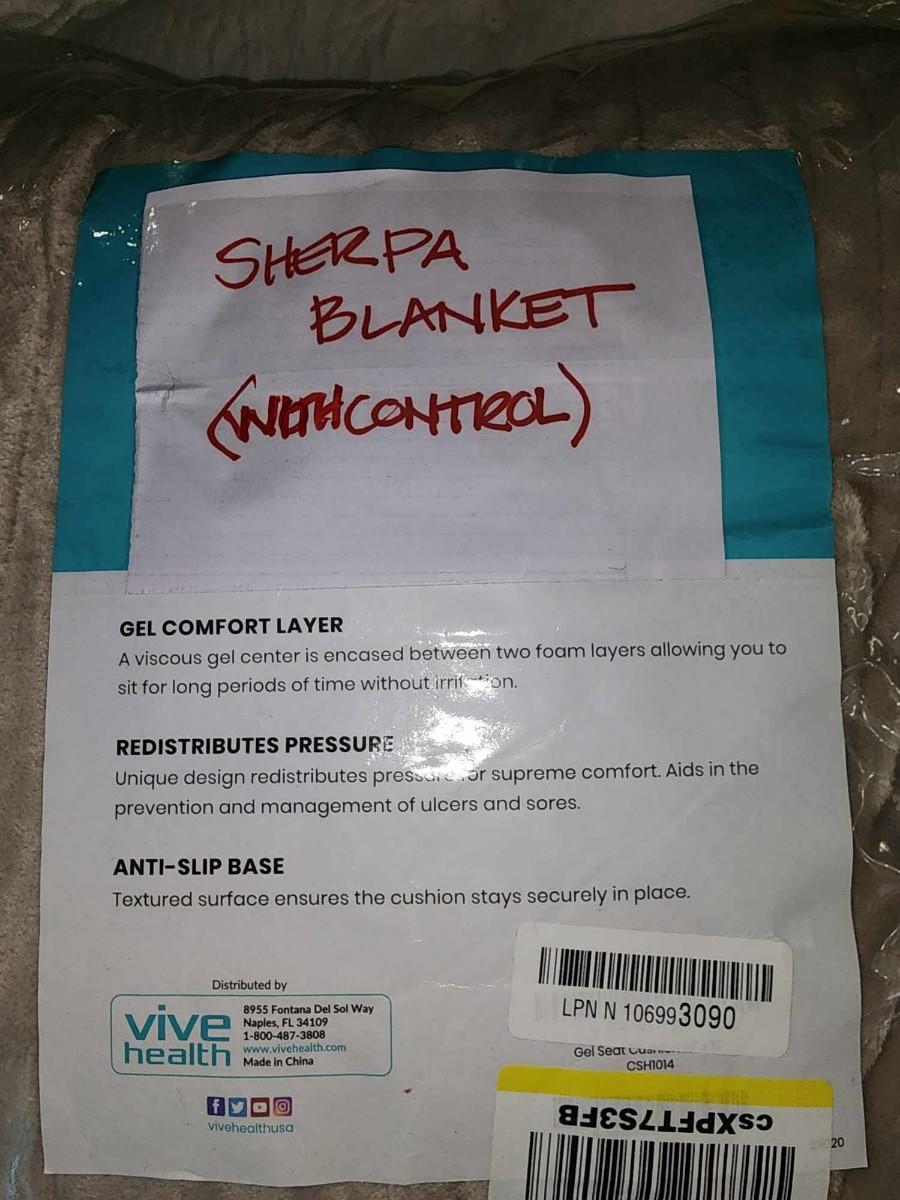 SHERPA
BLANKET
(WITH CONTROL)
GEL COMFORT LAYER
A viscous gel center is encased between two foam layers allowing you to
sit for long periods of time without
REDISTRIBUTES PRESSURE
Unique design redistributes supreme comfort. Aids in the
prevention and management of ulcers and sores.
ANTI-SLIP BASE
Textured surface ensures the cushion stays securely in place.
Distributed by
vive
health
8955 Fontana Del Sol Way
Naples, FL 34109
1-800-487-3808
www.vivehealth.com
Made in China
vivehealthusa
LPN N 106993090
Gel Seat
CSH1014
csXPFT7S3FB
20